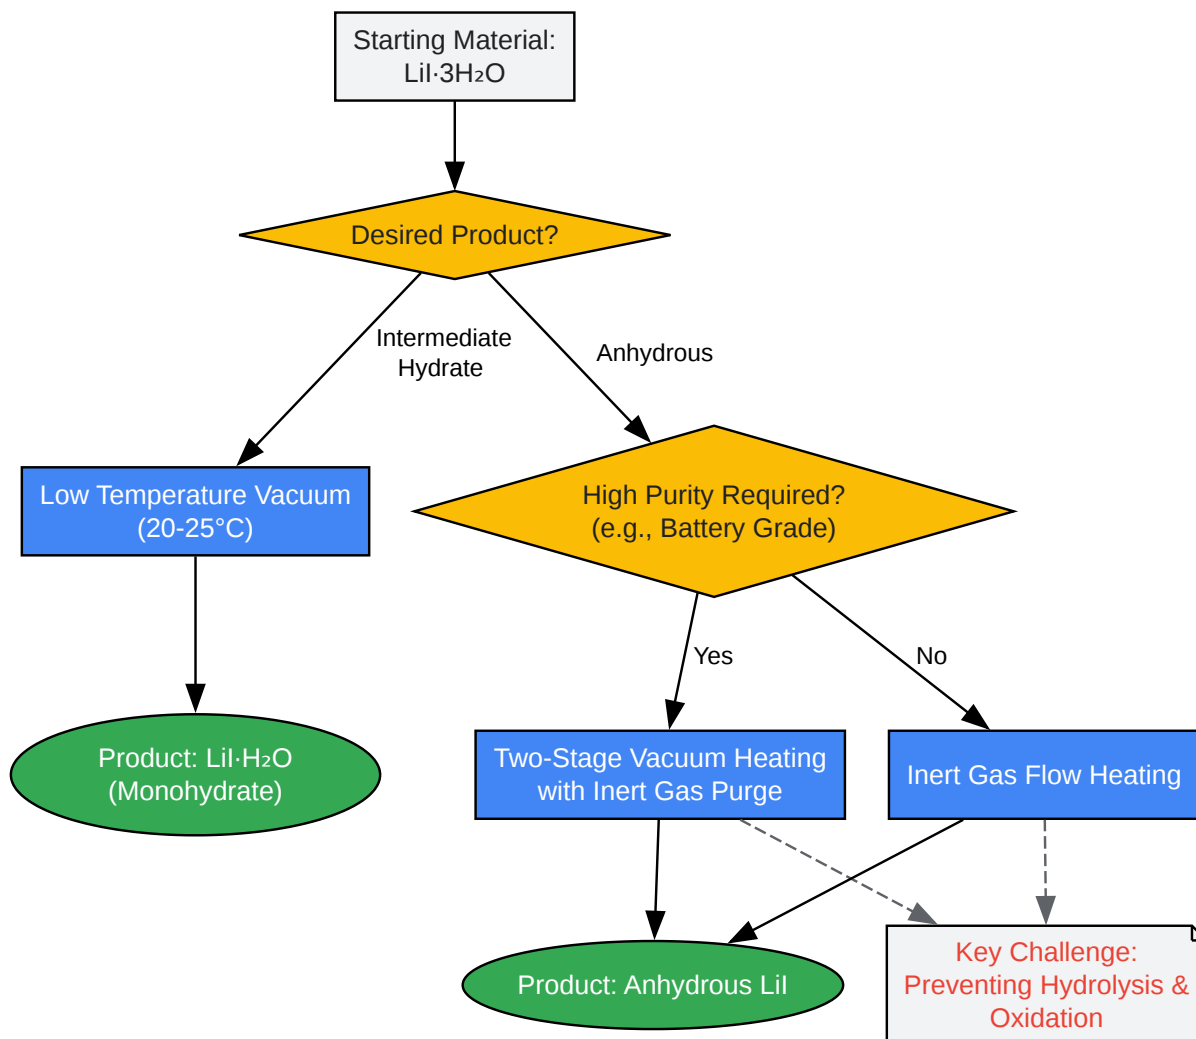 Starting Material:
LiI·3H₂O
Desired Product?
Intermediate
Hydrate
Anhydrous
Low Temperature Vacuum
(20-25°C)
High Purity Required?
(e.g., Battery Grade)
Yes
No
Product: LiI·H₂O
(Monohydrate)
Two-Stage Vacuum Heating
with Inert Gas Purge
Inert Gas Flow Heating
Product: Anhydrous LiI
Key Challenge:
Preventing Hydrolysis &
Oxidation